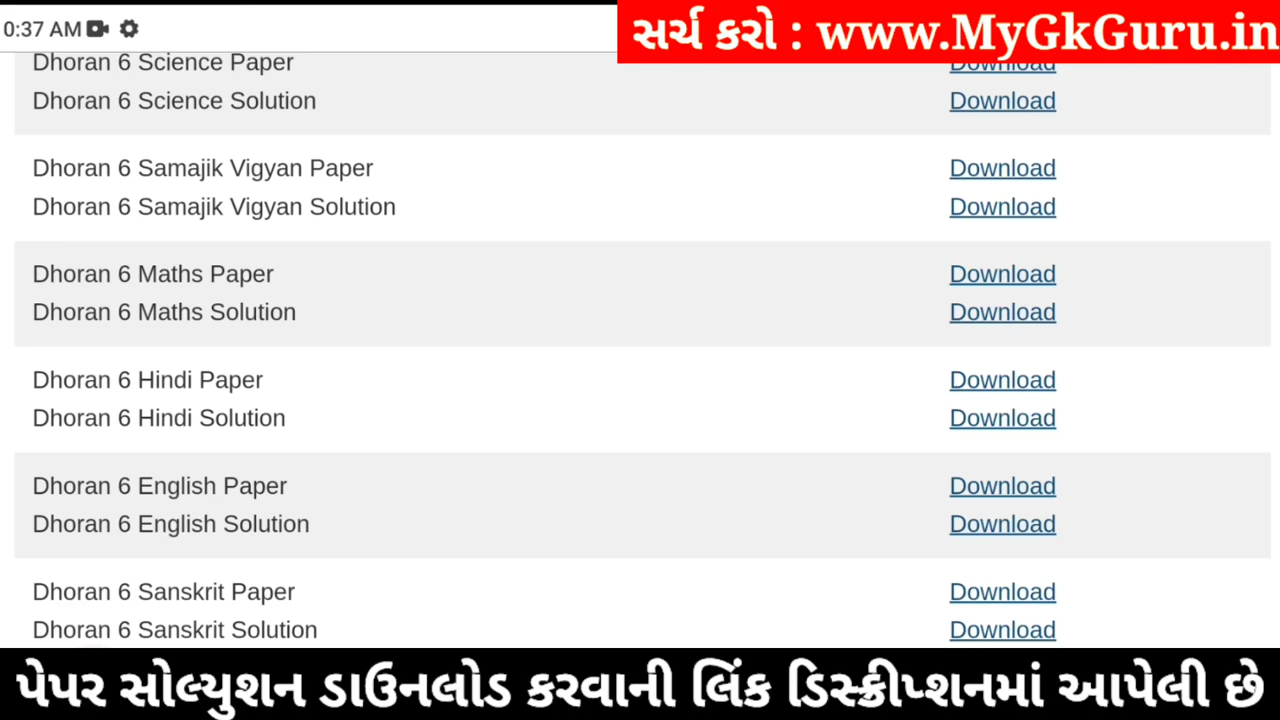 0:37 AM
સર્ચ કરો : www.MyGkGuru.in
Dhoran 6 Science Paper Download
Dhoran 6 Science Solution Download
Dhoran 6 Samajik Vigyan Paper Download
Dhoran 6 Samajik Vigyan Solution Download
Dhoran 6 Maths Paper Download
Dhoran 6 Maths Solution Download
Dhoran 6 Hindi Paper Download
Dhoran 6 Hindi Solution Download
Dhoran 6 English Paper Download
Dhoran 6 English Solution Download
Dhoran 6 Sanskrit Paper Download
Dhoran 6 Sanskrit Solution Download
પેપર સોલ્યુશન ડાઉનલોડ કરવાની લિંક ડિસ્ક્રીપ્શનમાં આપેલી છે